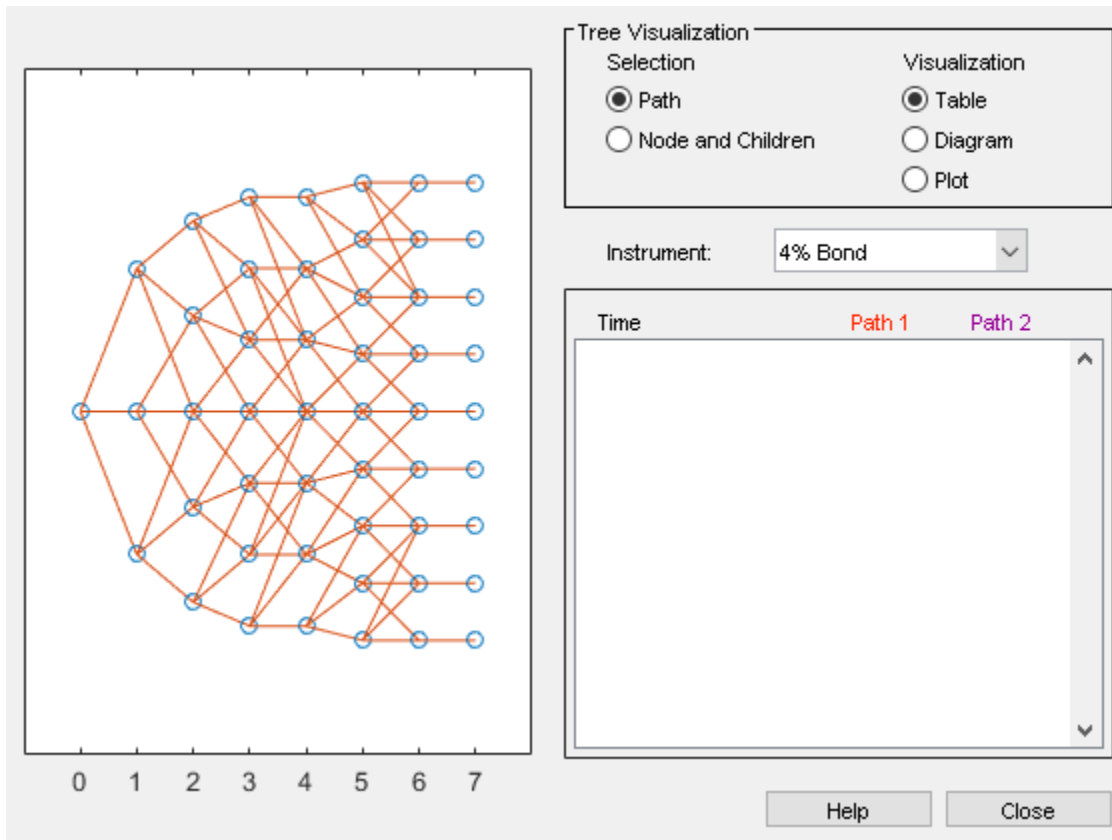 Tree Visualization
Selection Visualization
Path Table
Node and Children Diagram
Plot
Instrument: 4% Bond
Time Path 1 Path 2
0 1 2 3 4 5 6 7
Help Close